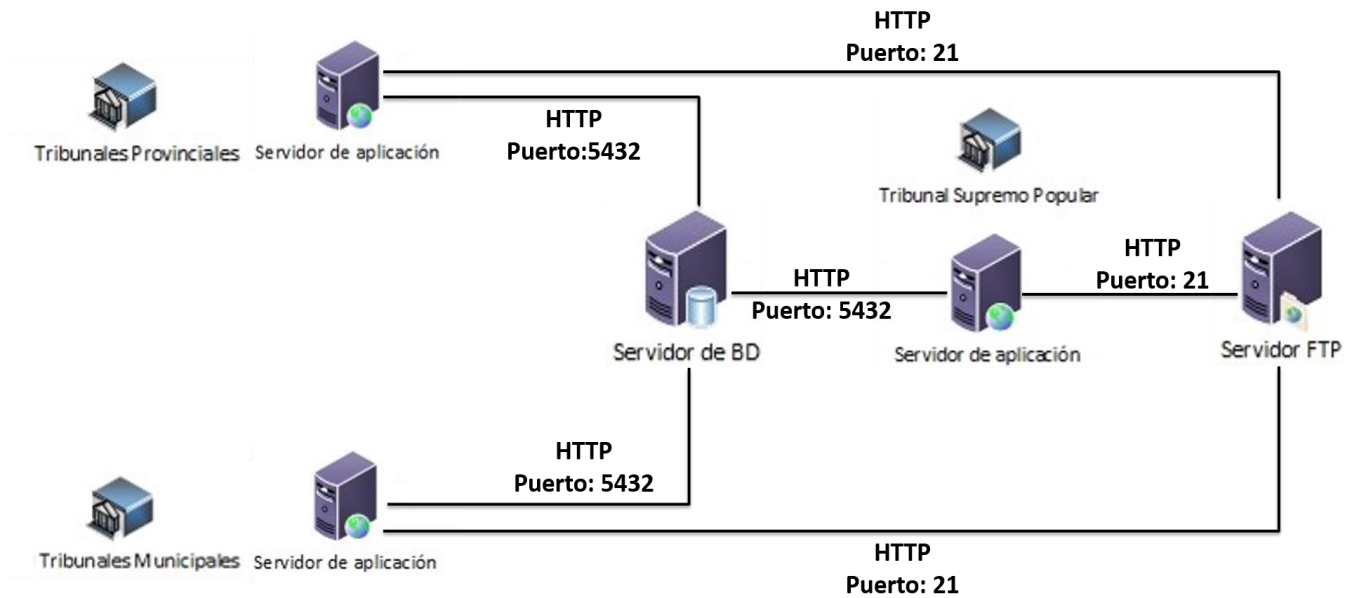 HTTP
Puerto: 21
HTTP
Puerto:5432
Tribunales Provinciales
Servidor de aplicación
Tribunal Supremo Popular
HTTP
Puerto: 21
HTTP
Puerto: 5432
Servidor de BD
Servidor de aplicación
Servidor FTP
HTTP
Puerto: 5432
Tribunales Municipales
Servidor de aplicación
HTTP
Puerto: 21